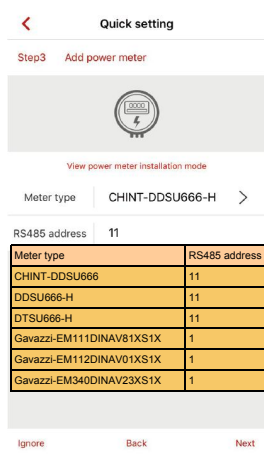 Quick setting
Step3 Add power meter
0000
View power meter installation mode
Meter type CHINT-DDSU666-H
RS485 address 11
Meter type RS485 address
CHINT-DDSU666 11
DDSU666-H 11
DTSU666-H 11
Gavazzi-EM111DINAV81XS1X 1
Gavazzi-EM112DINAV01XS1X 1
Gavazzi-EM340DINAV23XS1X 1
Ignore Back Next